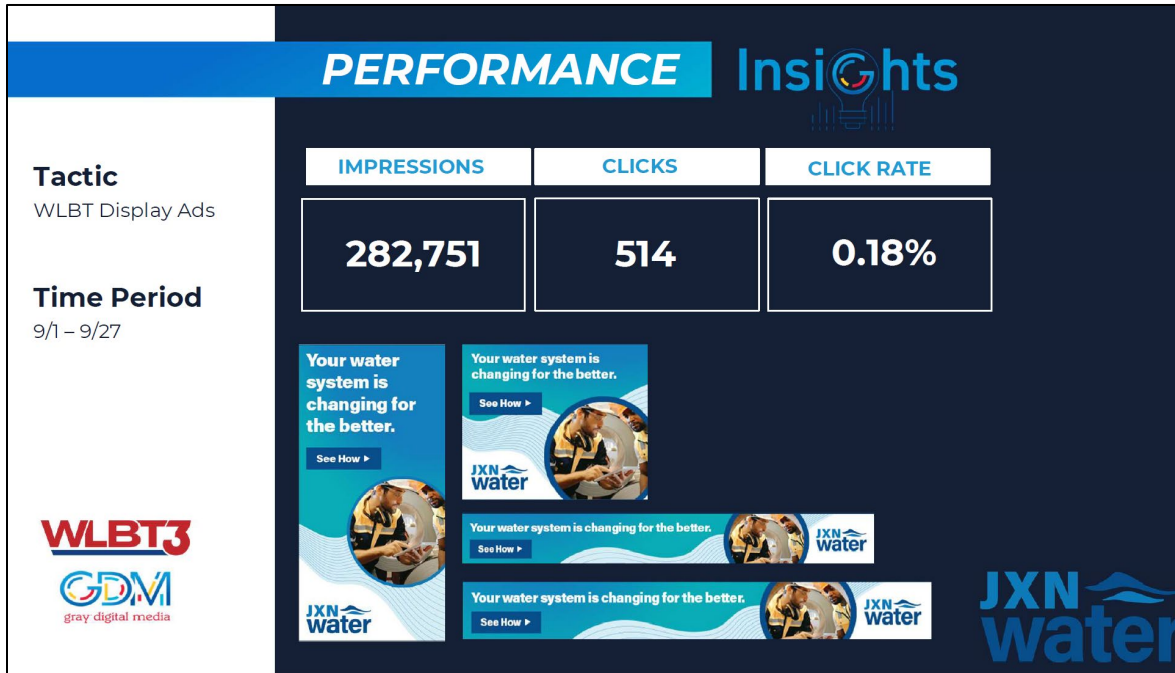 PERFORMANCE
Insights
Tactic
WLBT Display Ads
Time Period
9/1 – 9/27
IMPRESSIONS
CLICKS
CLICK RATE
282,751
514
0.18%
Your water
system is
changing for
the better.
See How
JXN
water
Your water system is
changing for the better.
See How
JXN
water
Your water system is changing for the better.
See How
JXN
water
Your water system is changing for the better.
See How
JXN
water
WLBT3
GDM
gray digital media
JXN
water